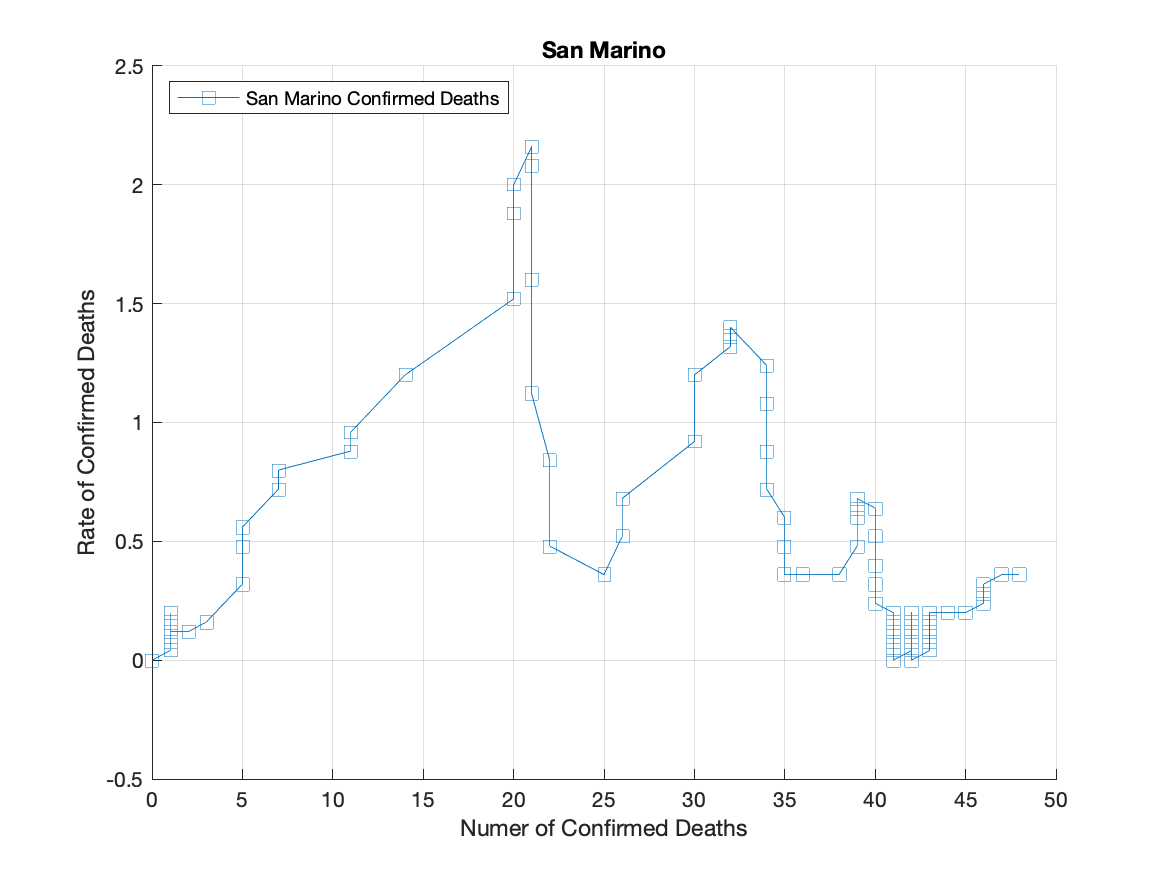 San Marino
San Marino Confirmed Deaths
2.5
2
1.5
1
0.5
0
-0.5
Rate of Confirmed Deaths
0 5 10 15 20 25 30 35 40 45 50
Numer of Confirmed Deaths